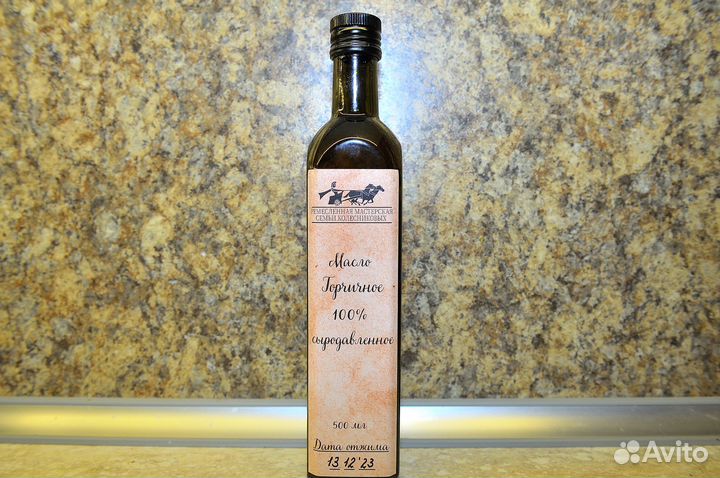 РЕМЕСЛЕННАЯ МАСТЕРСКАЯ
СЕМЬИ КОЛЕСНИКОВЫХ
Масло
Горчичное
100%
сыродавленное
500 мл
Дата отжима
13 12'23
Avito